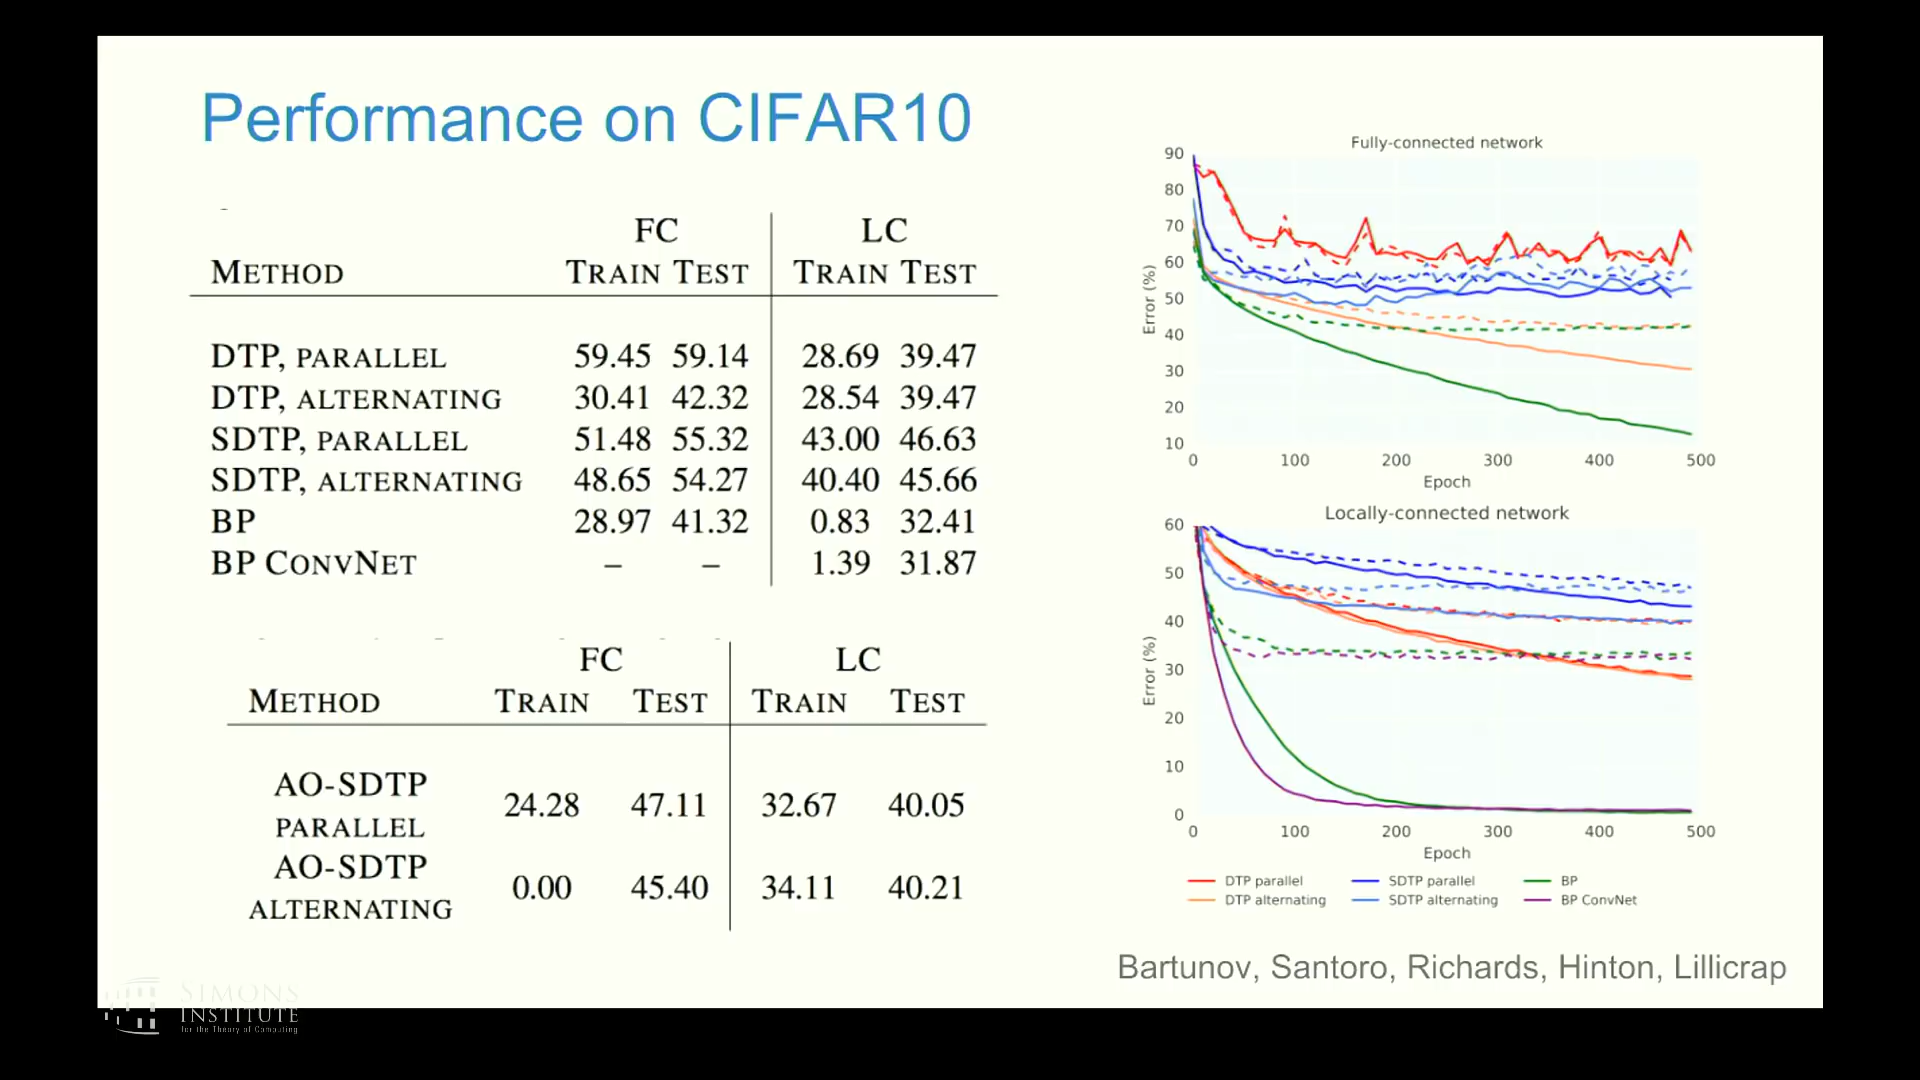 Performance on CIFAR10
FC LC
METHOD TRAIN TEST TRAIN TEST
DTP, PARALLEL 59.45 59.14 28.69 39.47
DTP, ALTERNATING 30.41 42.32 28.54 39.47
SDTP, PARALLEL 51.48 55.32 43.00 46.63
SDTP, ALTERNATING 48.65 54.27 40.40 45.66
BP 28.97 41.32 0.83 32.41
BP CONVNET – – 1.39 31.87
FC LC
METHOD TRAIN TEST TRAIN TEST
AO-SDTP
PARALLEL 24.28 47.11 32.67 40.05
AO-SDTP
ALTERNATING 0.00 45.40 34.11 40.21
Fully-connected network
90
80
70
60
50
40
30
20
10
Error (%)
0 100 200 300 400 500
Epoch
Locally-connected network
60
50
40
30
20
10
0
Error (%)
0 100 200 300 400 500
Epoch
DTP parallel SDTP parallel BP
DTP alternating SDTP alternating BP ConvNet
Bartunov, Santoro, Richards, Hinton, Lillicrap
SIMONS
INSTITUTE
for the Theory of Computing